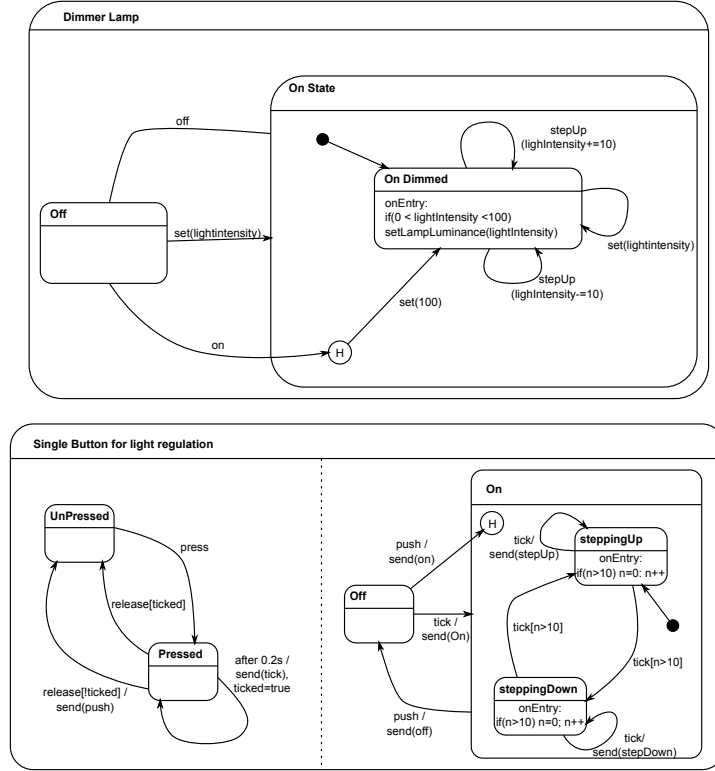 Dimmer Lamp
On State
off
stepUp
(lighIntensity+=10)
On Dimmed
onEntry:
if(0 < lightIntensity <100)
setLampLuminance(lightIntensity)
Off
set(lightintensity)
set(lightintensity)
stepUp
(lighIntensity-=10)
set(100)
on
H
Single Button for light regulation
UnPressed
press
release[ticked]
Pressed
after 0.2s /
send(tick),
ticked=true
release[!ticked] /
send(push)
On
H
push /
send(on)
tick/
send(stepUp)
steppingUp
onEntry:
if(n>10) n=0: n++
Off
tick /
send(On)
tick[n>10]
tick[n>10]
steppingDown
onEntry:
if(n>10) n=0; n++
push /
send(off)
tick/
send(stepDown)